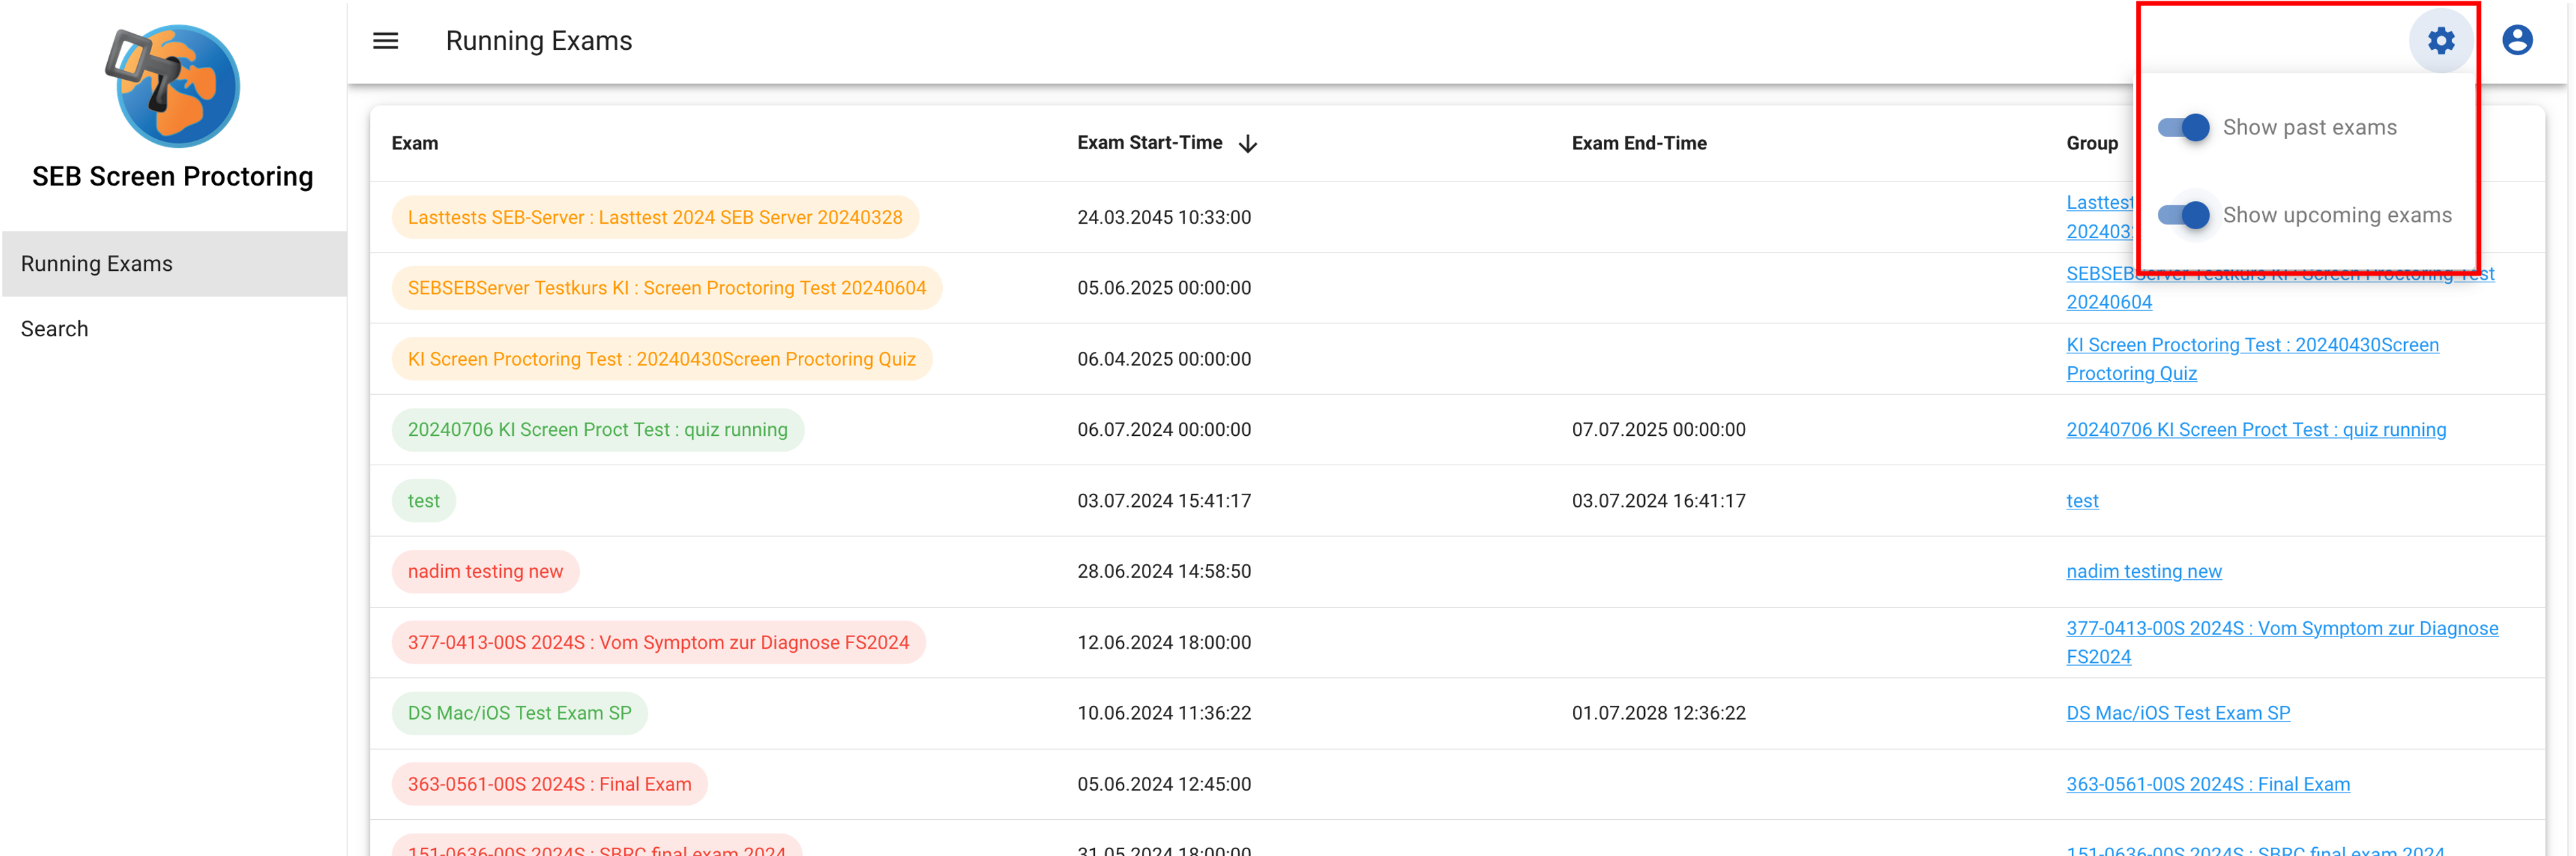 SEB Screen Proctoring
Running Exams
Search
Running Exams
Show past exams
Show upcoming exams
Exam Exam Start-Time Exam End-Time Group
Lasttests SEB-Server : Lasttest 2024 SEB Server 20240328 24.03.2045 10:33:00
SEBSEBServer Testkurs KI : Screen Proctoring Test 20240604 05.06.2025 00:00:00 SEBSEBServer Testkurs KI : Screen Proctoring Test
20240604
KI Screen Proctoring Test : 20240430Screen Proctoring Quiz 06.04.2025 00:00:00 KI Screen Proctoring Test : 20240430Screen
Proctoring Quiz
20240706 KI Screen Proct Test : quiz running 06.07.2024 00:00:00 07.07.2025 00:00:00 20240706 KI Screen Proct Test : quiz running
test 03.07.2024 15:41:17 03.07.2024 16:41:17 test
nadim testing new 28.06.2024 14:58:50 nadim testing new
377-0413-00S 2024S : Vom Symptom zur Diagnose FS2024 12.06.2024 18:00:00 377-0413-00S 2024S : Vom Symptom zur Diagnose
FS2024
DS Mac/iOS Test Exam SP 10.06.2024 11:36:22 01.07.2028 12:36:22 DS Mac/iOS Test Exam SP
363-0561-00S 2024S : Final Exam 05.06.2024 12:45:00 363-0561-00S 2024S : Final Exam
151-0636-00S 2024S : SBRC final exam 2024 31.05.2024 18:00:00 151-0636-00S 2024S : SBRC final exam 2024